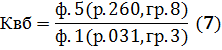 Квб = ф.5(р.260,гр.8) / ф.1(р.031,гр.3) (7)